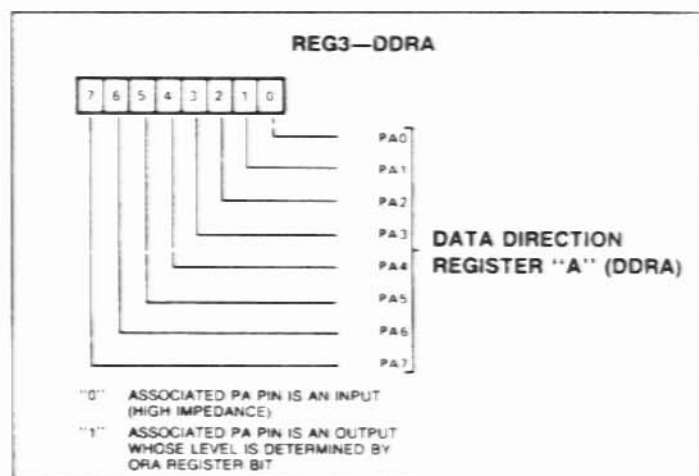 REG3—DDRA
7 6 5 4 3 2 1 0
PA0
PA1
PA2
PA3
PA4
PA5
PA6
PA7
DATA DIRECTION
REGISTER "A" (DDRA)
"0" ASSOCIATED PA PIN IS AN INPUT
(HIGH IMPEDANCE)
"1" ASSOCIATED PA PIN IS AN OUTPUT
WHOSE LEVEL IS DETERMINED BY
ORA REGISTER BIT